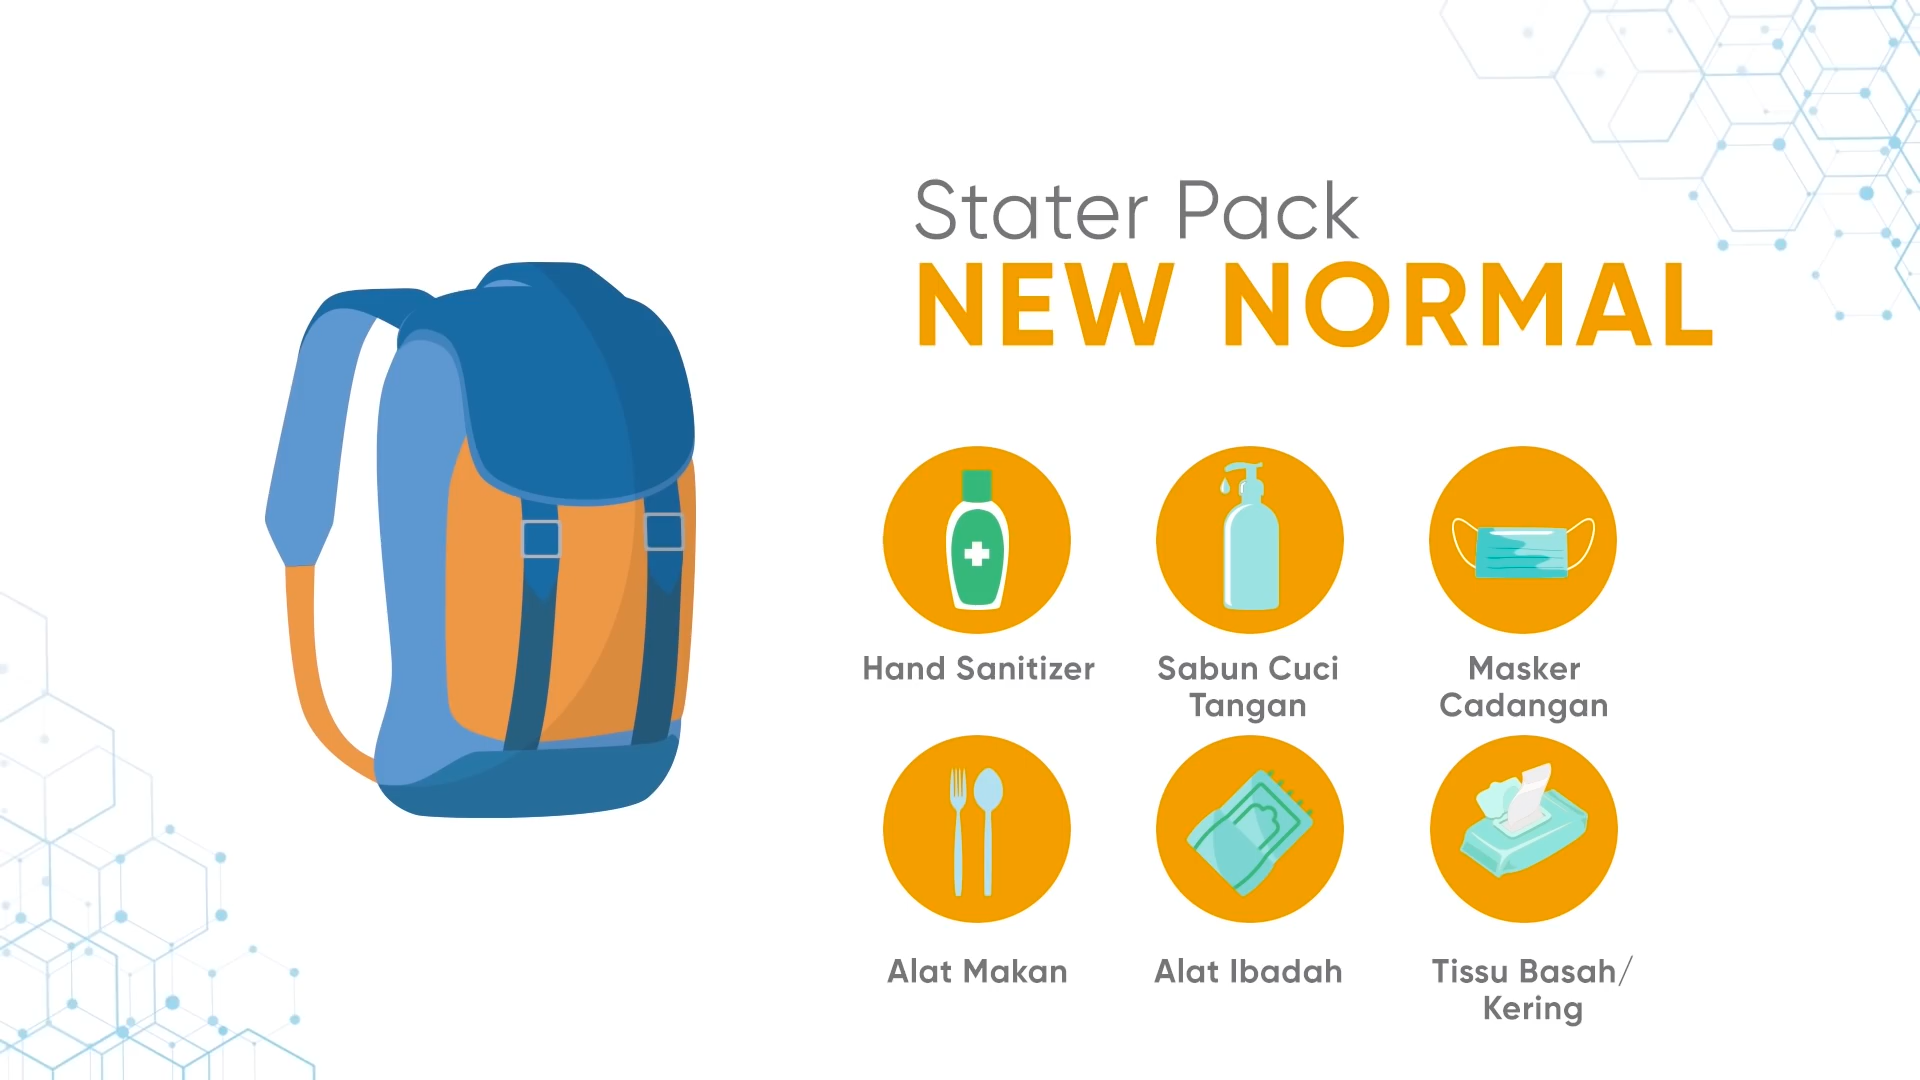 Stater Pack
NEW NORMAL
Hand Sanitizer
Sabun Cuci
Tangan
Masker
Cadangan
Alat Makan
Alat Ibadah
Tissu Basah/
Kering